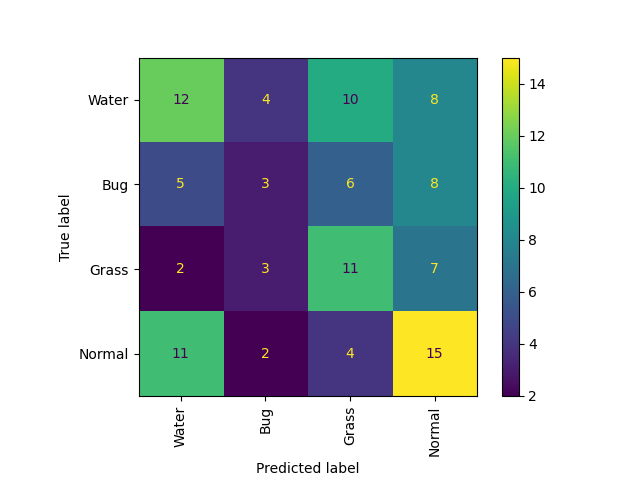 Water 12 4 10 8
Bug 5 3 6 8
Grass 2 3 11 7
Normal 11 2 4 15
Water Bug Grass Normal
Predicted label
True label
14
12
10
8
6
4
2